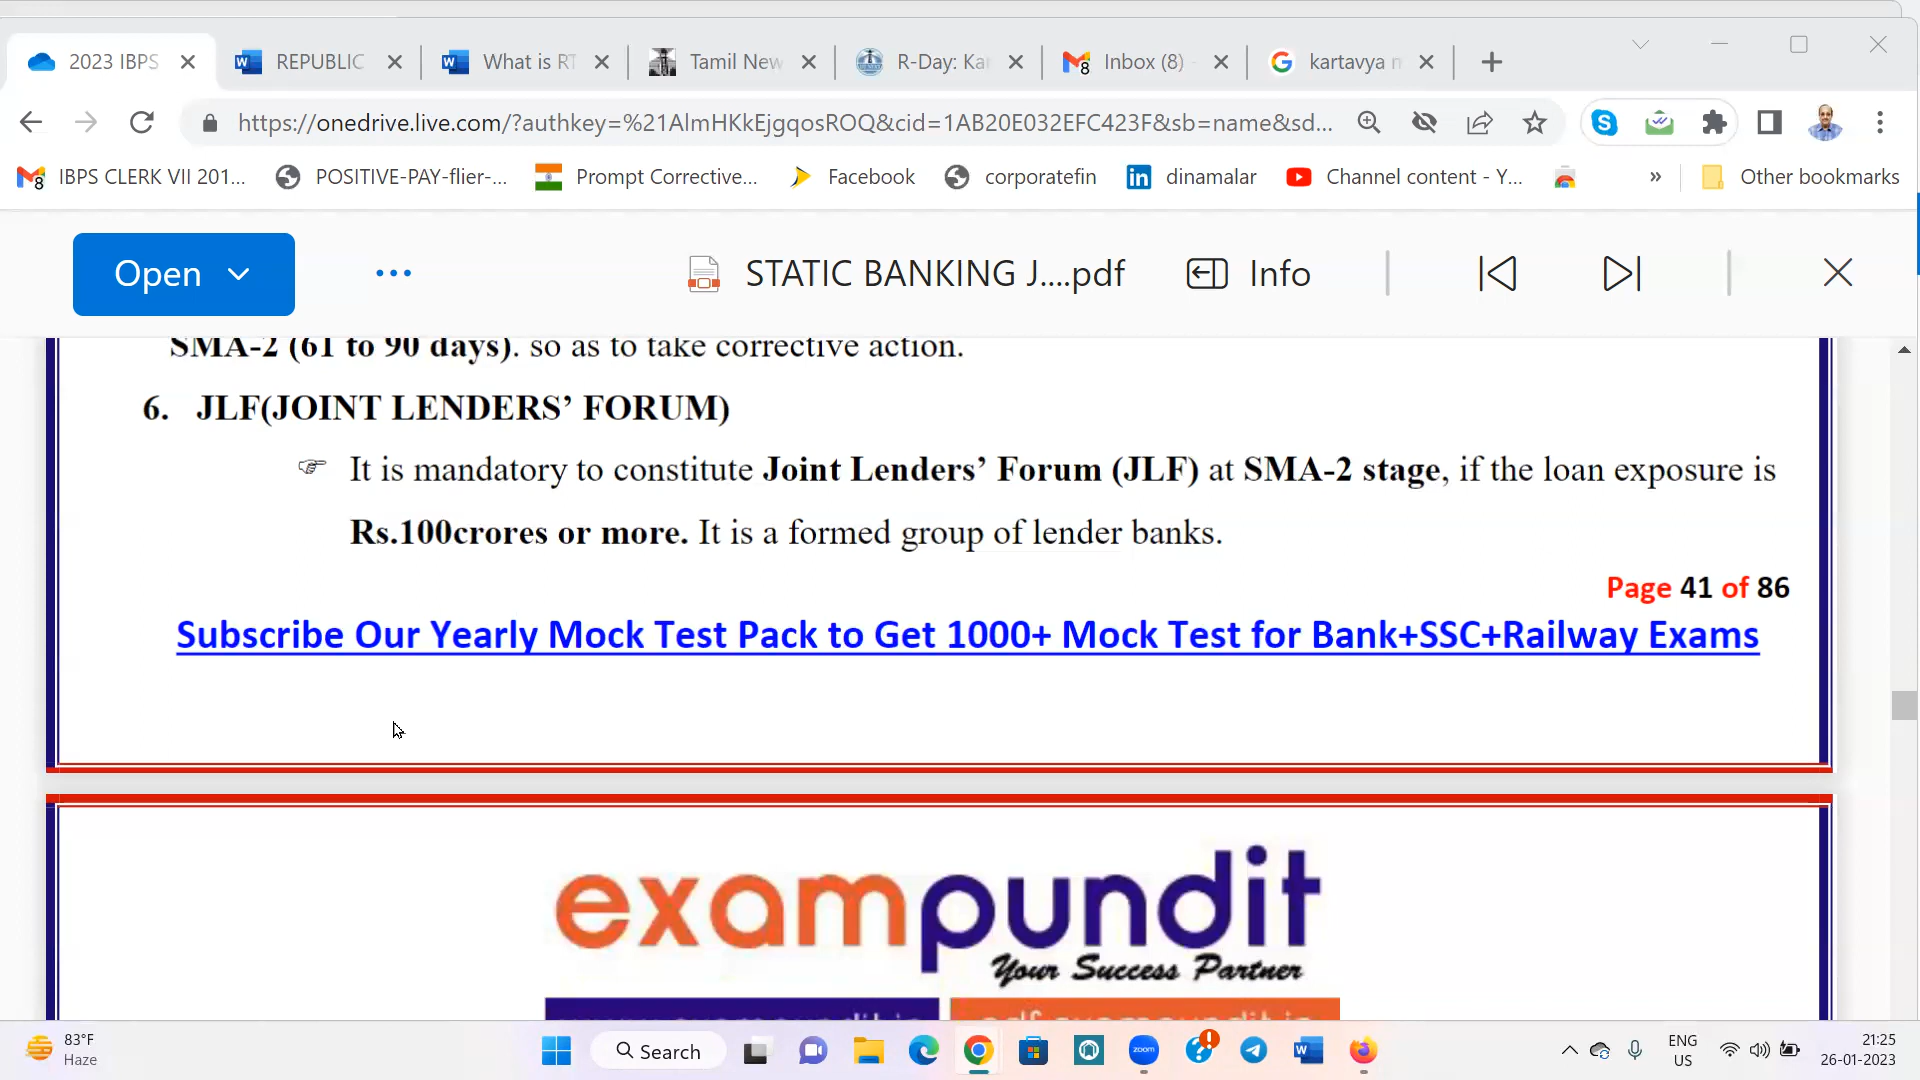 2023 IBPS
REPUBLIC
What is RT
Tamil New
R-Day: Ka
Inbox (8)
kartavya
https://onedrive.live.com/?authkey=%21AlmHKkEjgqosROQ&cid=1AB20E032EFC423F&sb=name&sd...
IBPS CLERK VII 201...
POSITIVE-PAY-flier-...
Prompt Corrective...
Facebook
corporatefin
dinamalar
Channel content - Y...
»
Other bookmarks
Open
STATIC BANKING J....pdf
Info
SMA-2 (61 to 90 days). so as to take corrective action.
6. JLF(JOINT LENDERS’ FORUM)
It is mandatory to constitute Joint Lenders’ Forum (JLF) at SMA-2 stage, if the loan exposure is
Rs.100crores or more. It is a formed group of lender banks.
Page 41 of 86
Subscribe Our Yearly Mock Test Pack to Get 1000+ Mock Test for Bank+SSC+Railway Exams
exampundit
Your Success Partner
83°F
Haze
Search
zoom
ENG
US
21:25
26-01-2023